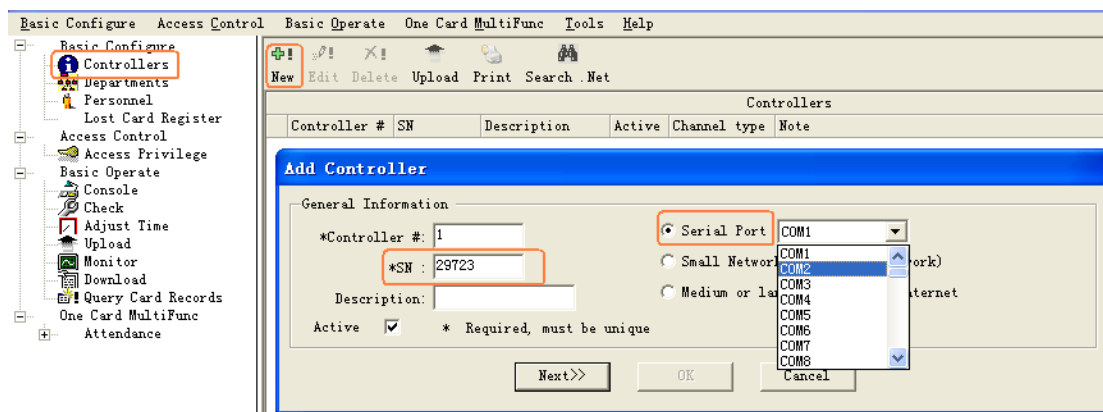 Basic Configure Access Control Basic Operate One Card MultiFunc Tools Help
Basic Configure
Controllers
Departments
Personnel
Lost Card Register
Access Control
Access Privilege
Basic Operate
Console
Check
Adjust Time
Upload
Monitor
Download
Query Card Records
One Card MultiFunc
Attendance
New Edit Delete Upload Print Search .Net
Controllers
Controller # SN Description Active Channel type Note
Add Controller
General Information
*Controller #: 1
*SN : 29723
Description:
Active * Required, must be unique
Serial Port COM1
Small Networ ork)
Medium or la ternet
COM1
COM2
COM3
COM4
COM5
COM6
COM7
COM8
Next>> OK Cancel